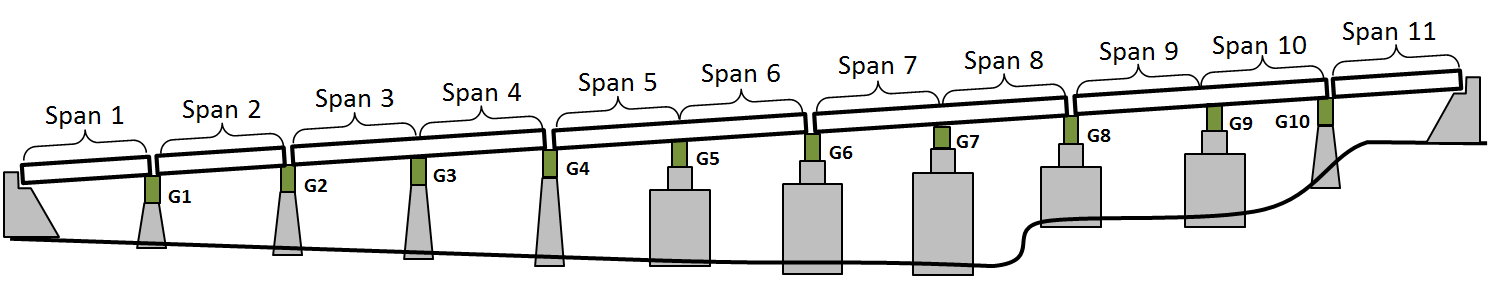 Span 1
Span 2
Span 3
Span 4
Span 5
Span 6
Span 7
Span 8
Span 9
Span 10
Span 11
G1
G2
G3
G4
G5
G6
G7
G8
G9
G10